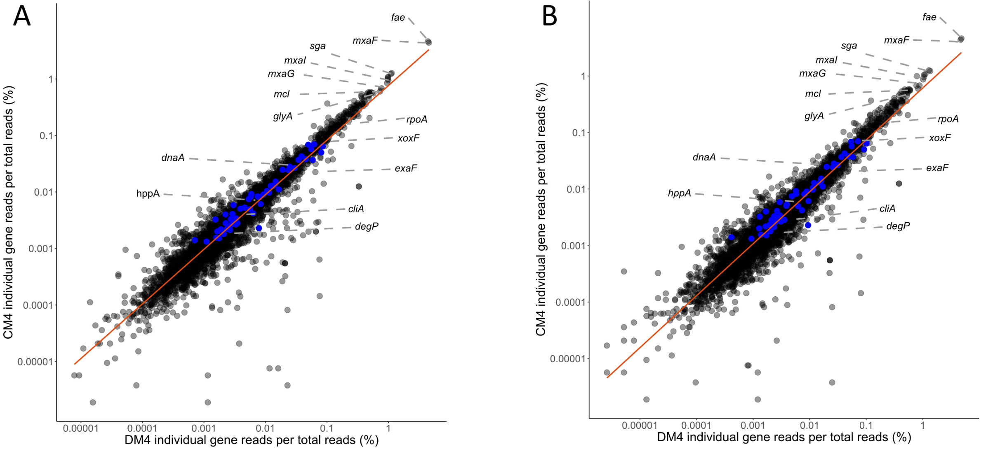 A
CM4 individual gene reads per total reads (%)
1
0.1
0.01
0.001
0.0001
0.00001
fae
mxaF
sga
mxaI
mxaG
mcl
glyA
rpoA
xoxF
dnaA
exaF
hppA
cliA
degP
0.00001 0.0001 0.001 0.01 0.1 1
DM4 individual gene reads per total reads (%)
B
CM4 individual gene reads per total reads (%)
1
0.1
0.01
0.001
0.0001
0.00001
fae
mxaF
sga
mxaI
mxaG
mcl
glyA
rpoA
xoxF
dnaA
exaF
hppA
cliA
degP
0.00001 0.0001 0.001 0.01 0.1 1
DM4 individual gene reads per total reads (%)